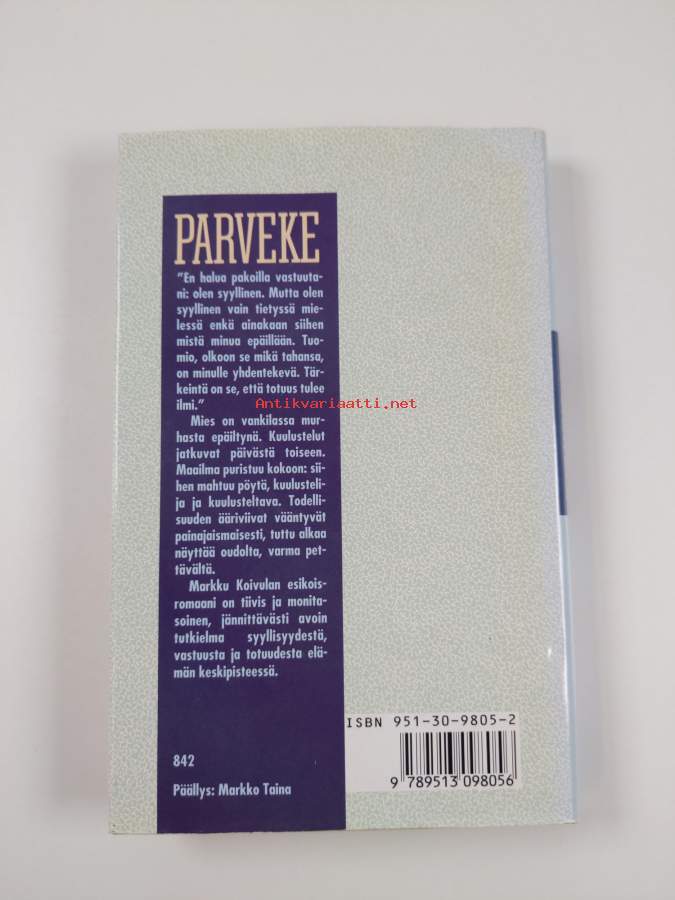 PARVEKE
"En halua pakoilla vastuuta-
ni: olen syyllinen. Mutta olen
syyllinen vain tietyssä mie-
lessä enkä ainakaan siihen
mistä minua epäillään. Tuo-
mio, olkoon se mikä tahansa,
on minulle yhdentekevä. Tär-
keintä on se, että totuus tulee
ilmi."
Antikvariaatti.net
Mies on vankilassa mur-
hasta epäiltynä. Kuulustelut
jatkuvat päivästä toiseen.
Maailma puristuu kokoon: sii-
hen mahtuu pöytä, kuulusteli-
ja ja kuulusteltava. Todelli-
suuden ääriviivat vääntyvät
painajaismaisesti, tuttu alkaa
näyttää oudolta, varma pet-
tävältä.
Markku Koivulan esikois-
romaani on tiivis ja monita-
soinen, jännittävästi avoin
tutkielma syyllisyydestä,
vastuusta ja totuudesta elä-
män keskipisteessä.
842
Päällys: Markko Taina
ISBN 951-30-9805-2
9 789513 098056